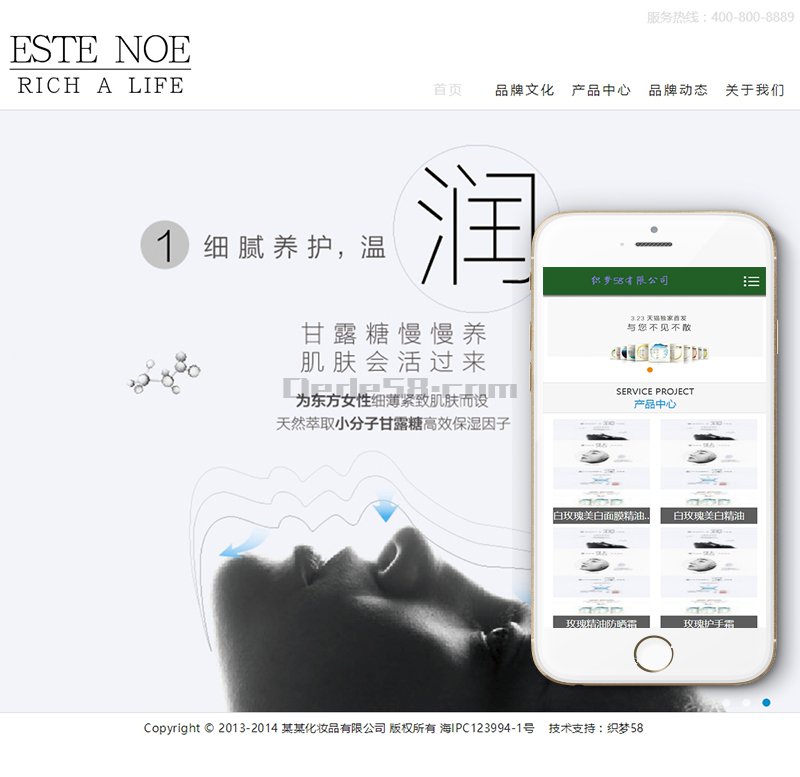 服务热线：400-800-8889
ESTE NOE
RICH A LIFE
首页 品牌文化 产品中心 品牌动态 关于我们
1 细腻养护，温润
甘露糖慢慢养
肌肤会活过来
Dede58.com
为东方女性细薄紧致肌肤而设
天然萃取小分子甘露糖高效保湿因子
织梦58有限公司
3.23 天猫独家首发
与您不见不散
SERVICE PROJECT
产品中心
白玫瑰美白面膜精油.. 白玫瑰美白精油
玫瑰精油防晒霜 玫瑰护手霜
Copyright © 2013-2014 某某化妆品有限公司 版权所有 海IPC123994-1号 技术支持：织梦58